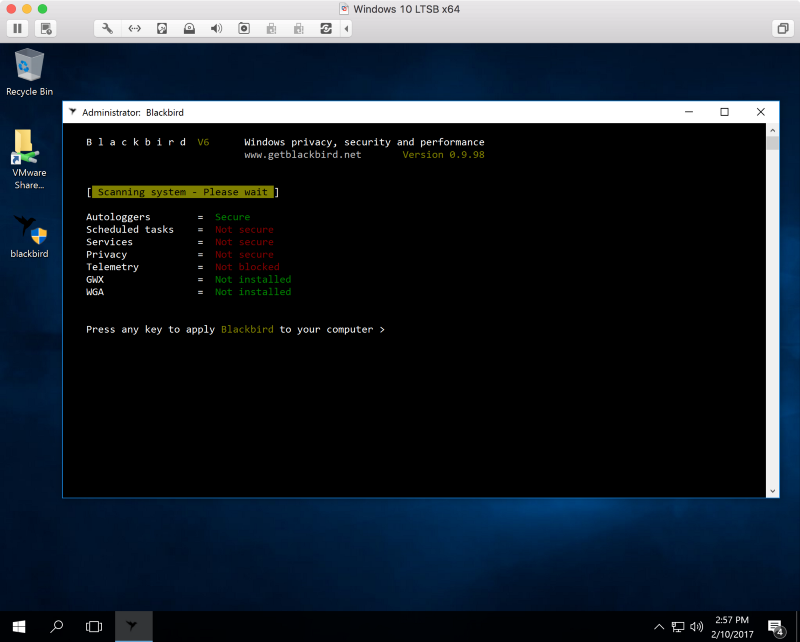 Windows 10 LTSB x64
Recycle Bin
VMware
Share...
blackbird
Administrator: Blackbird
B l a c k b i r d V6 Windows privacy, security and performance
www.getblackbird.net Version 0.9.98
[ Scanning system - Please wait ]
Autologgers = Secure
Scheduled tasks = Not secure
Services = Not secure
Privacy = Not secure
Telemetry = Not blocked
GWX = Not installed
WGA = Not installed
Press any key to apply Blackbird to your computer >
2:57 PM
2/10/2017
4